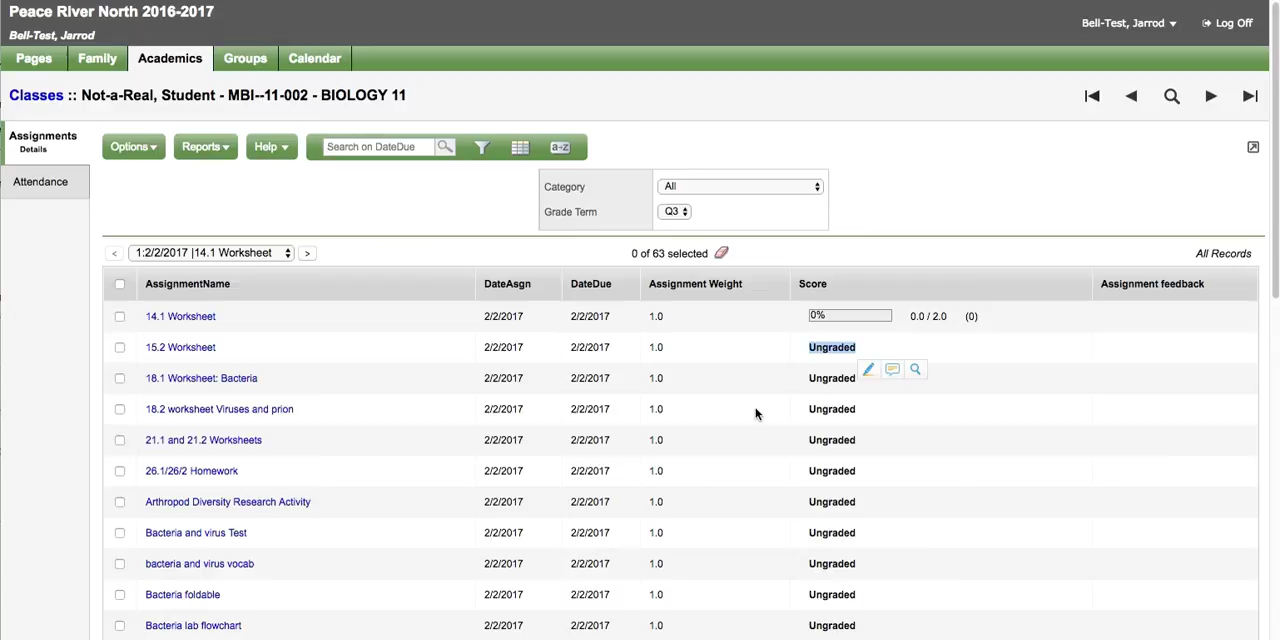 Peace River North 2016-2017
Bell-Test, Jarrod
Bell-Test, Jarrod
Log Off
Pages
Family
Academics
Groups
Calendar
Classes :: Not-a-Real, Student - MBI--11-002 - BIOLOGY 11
Assignments
Details
Attendance
Options
Reports
Help
Search on DateDue
a-z
Category
All
Grade Term
Q3
<
1:2/2/2017 |14.1 Worksheet
>
0 of 63 selected
All Records
AssignmentName DateAsgn DateDue Assignment Weight Score Assignment feedback
14.1 Worksheet 2/2/2017 2/2/2017 1.0 0% 0.0 / 2.0 (0)
15.2 Worksheet 2/2/2017 2/2/2017 1.0 Ungraded
18.1 Worksheet: Bacteria 2/2/2017 2/2/2017 1.0 Ungraded
18.2 worksheet Viruses and prion 2/2/2017 2/2/2017 1.0 Ungraded
21.1 and 21.2 Worksheets 2/2/2017 2/2/2017 1.0 Ungraded
26.1/26/2 Homework 2/2/2017 2/2/2017 1.0 Ungraded
Arthropod Diversity Research Activity 2/2/2017 2/2/2017 1.0 Ungraded
Bacteria and virus Test 2/2/2017 2/2/2017 1.0 Ungraded
bacteria and virus vocab 2/2/2017 2/2/2017 1.0 Ungraded
Bacteria foldable 2/2/2017 2/2/2017 1.0 Ungraded
Bacteria lab flowchart 2/2/2017 2/2/2017 1.0 Ungraded